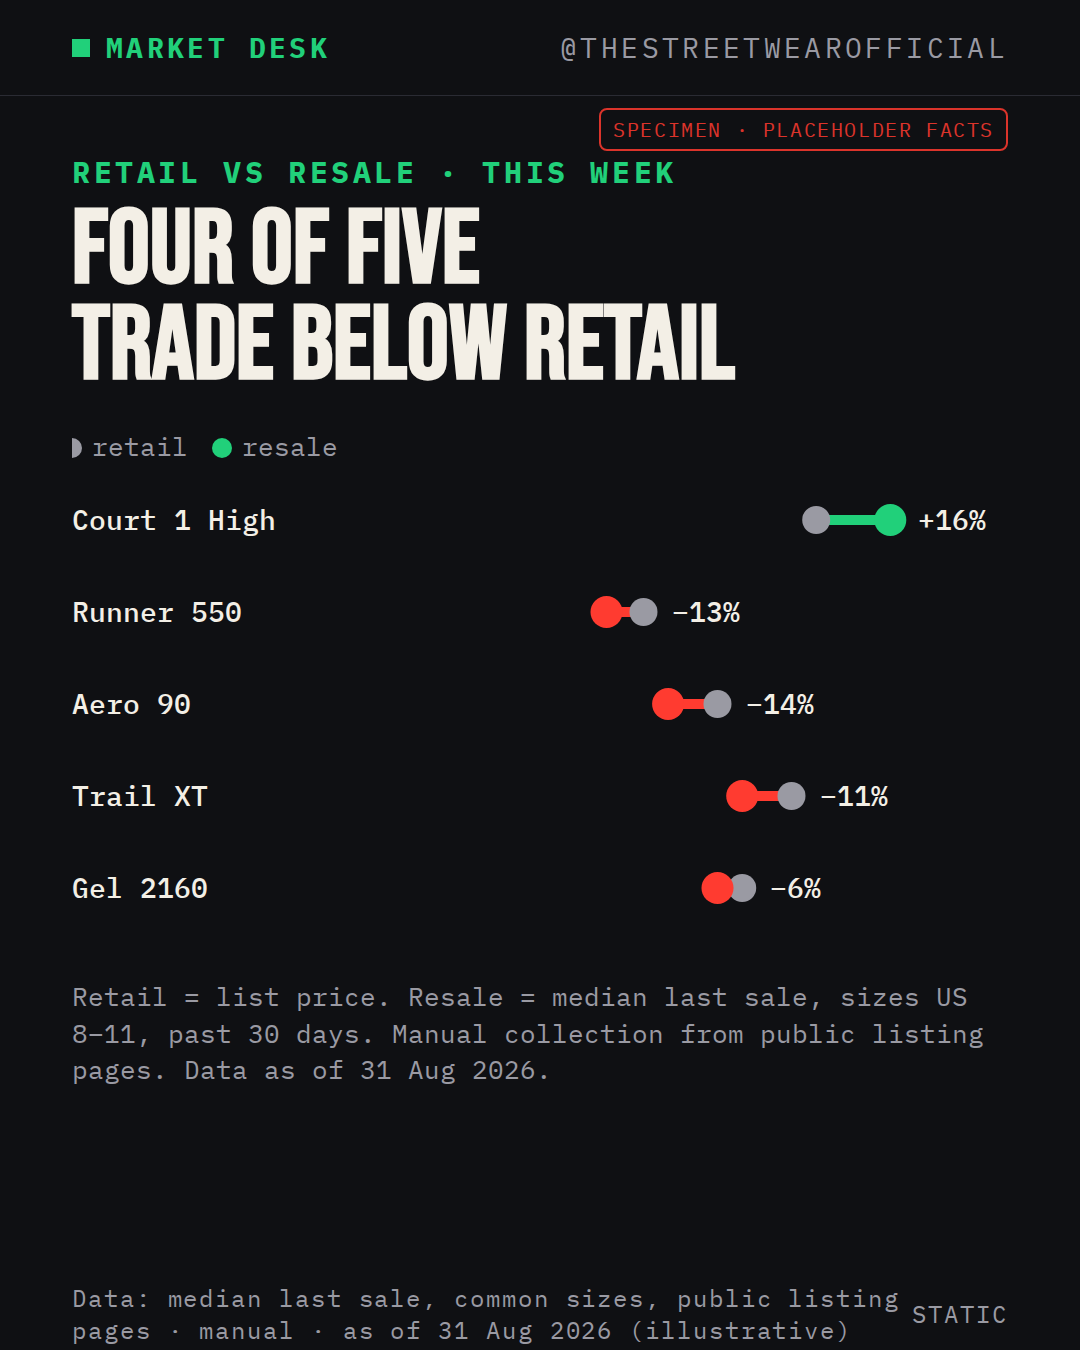 MARKET DESK
@THESTREETWEAROFFICIAL
SPECIMEN · PLACEHOLDER FACTS
RETAIL VS RESALE · THIS WEEK
FOUR OF FIVE
TRADE BELOW RETAIL
retail resale
Court 1 High +16%
Runner 550 −13%
Aero 90 −14%
Trail XT −11%
Gel 2160 −6%
Retail = list price. Resale = median last sale, sizes US
8–11, past 30 days. Manual collection from public listing
pages. Data as of 31 Aug 2026.
Data: median last sale, common sizes, public listing
pages · manual · as of 31 Aug 2026 (illustrative)
STATIC